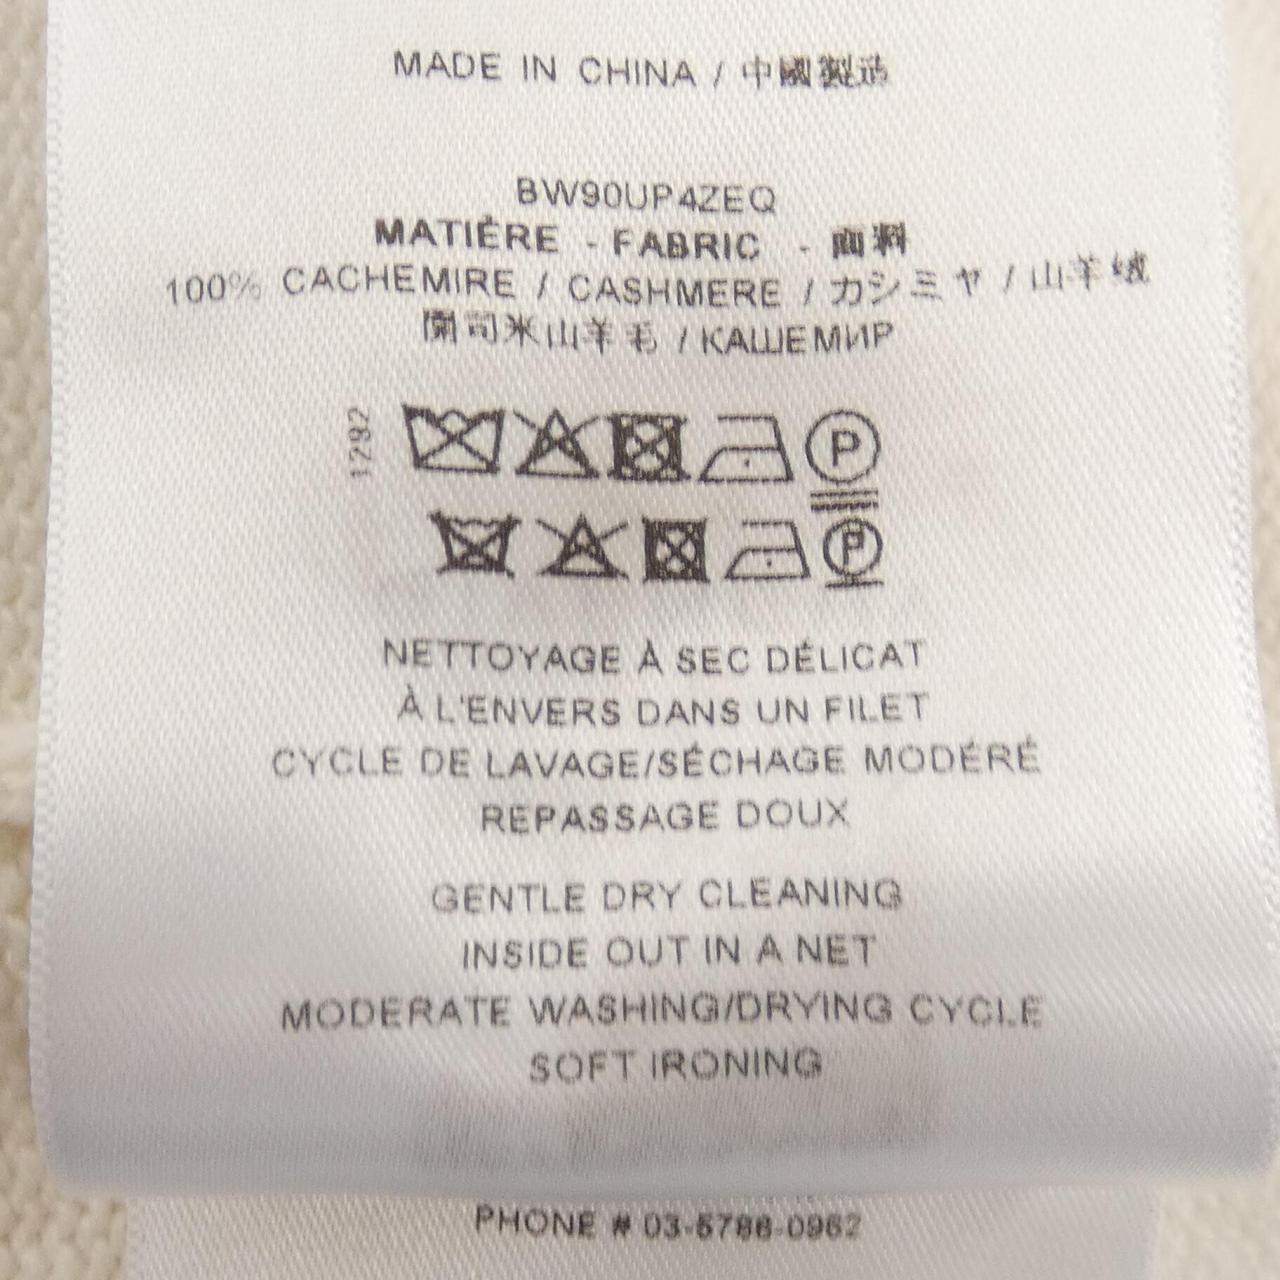 MADE IN CHINA / 中國製造
BW90UP4ZEQ
MATIÈRE - FABRIC - 面料
100% CACHEMIRE / CASHMERE / カシミヤ / 山羊绒
開司米山羊毛 / КАШЕМИР
1292
P
P
NETTOYAGE À SEC DÉLICAT
À L'ENVERS DANS UN FILET
CYCLE DE LAVAGE/SÉCHAGE MODÉRÉ
REPASSAGE DOUX
GENTLE DRY CLEANING
INSIDE OUT IN A NET
MODERATE WASHING/DRYING CYCLE
SOFT IRONING
PHONE # 03-5786-0962